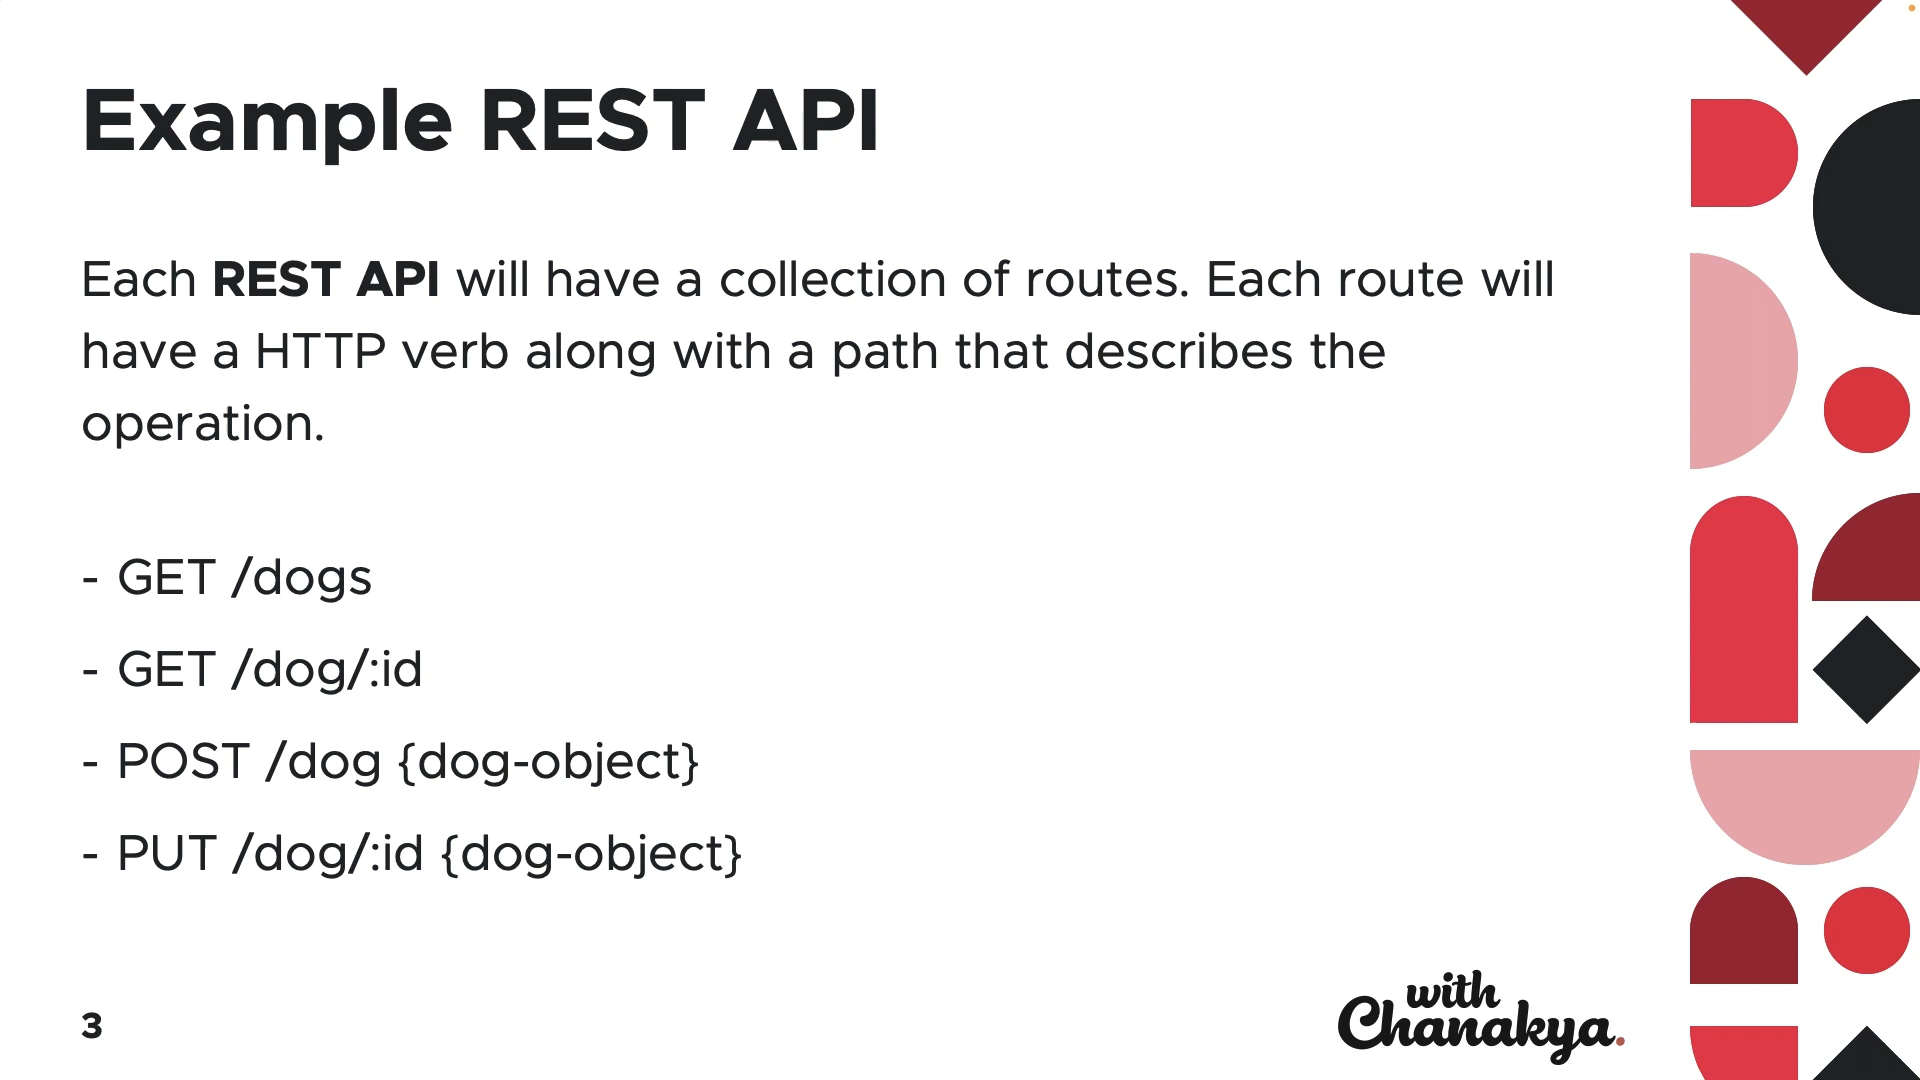 Example REST API
Each REST API will have a collection of routes. Each route will
have a HTTP verb along with a path that describes the
operation.
- GET /dogs
- GET /dog/:id
- POST /dog {dog-object}
- PUT /dog/:id {dog-object}
3
with
Chanakya.